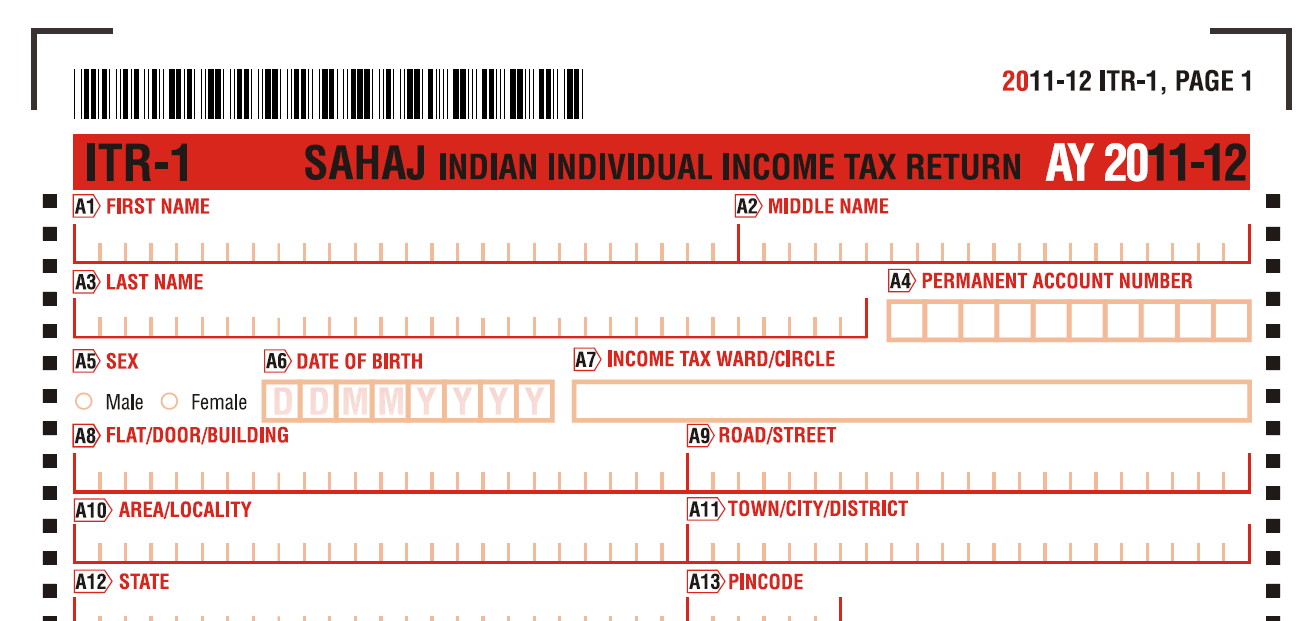 2011-12 ITR-1, PAGE 1
ITR-1 SAHAJ INDIAN INDIVIDUAL INCOME TAX RETURN AY 2011-12
A1 FIRST NAME A2 MIDDLE NAME
A3 LAST NAME A4 PERMANENT ACCOUNT NUMBER
A5 SEX A6 DATE OF BIRTH A7 INCOME TAX WARD/CIRCLE
Male Female D D M M Y Y Y Y
A8 FLAT/DOOR/BUILDING A9 ROAD/STREET
A10 AREA/LOCALITY A11 TOWN/CITY/DISTRICT
A12 STATE A13 PINCODE